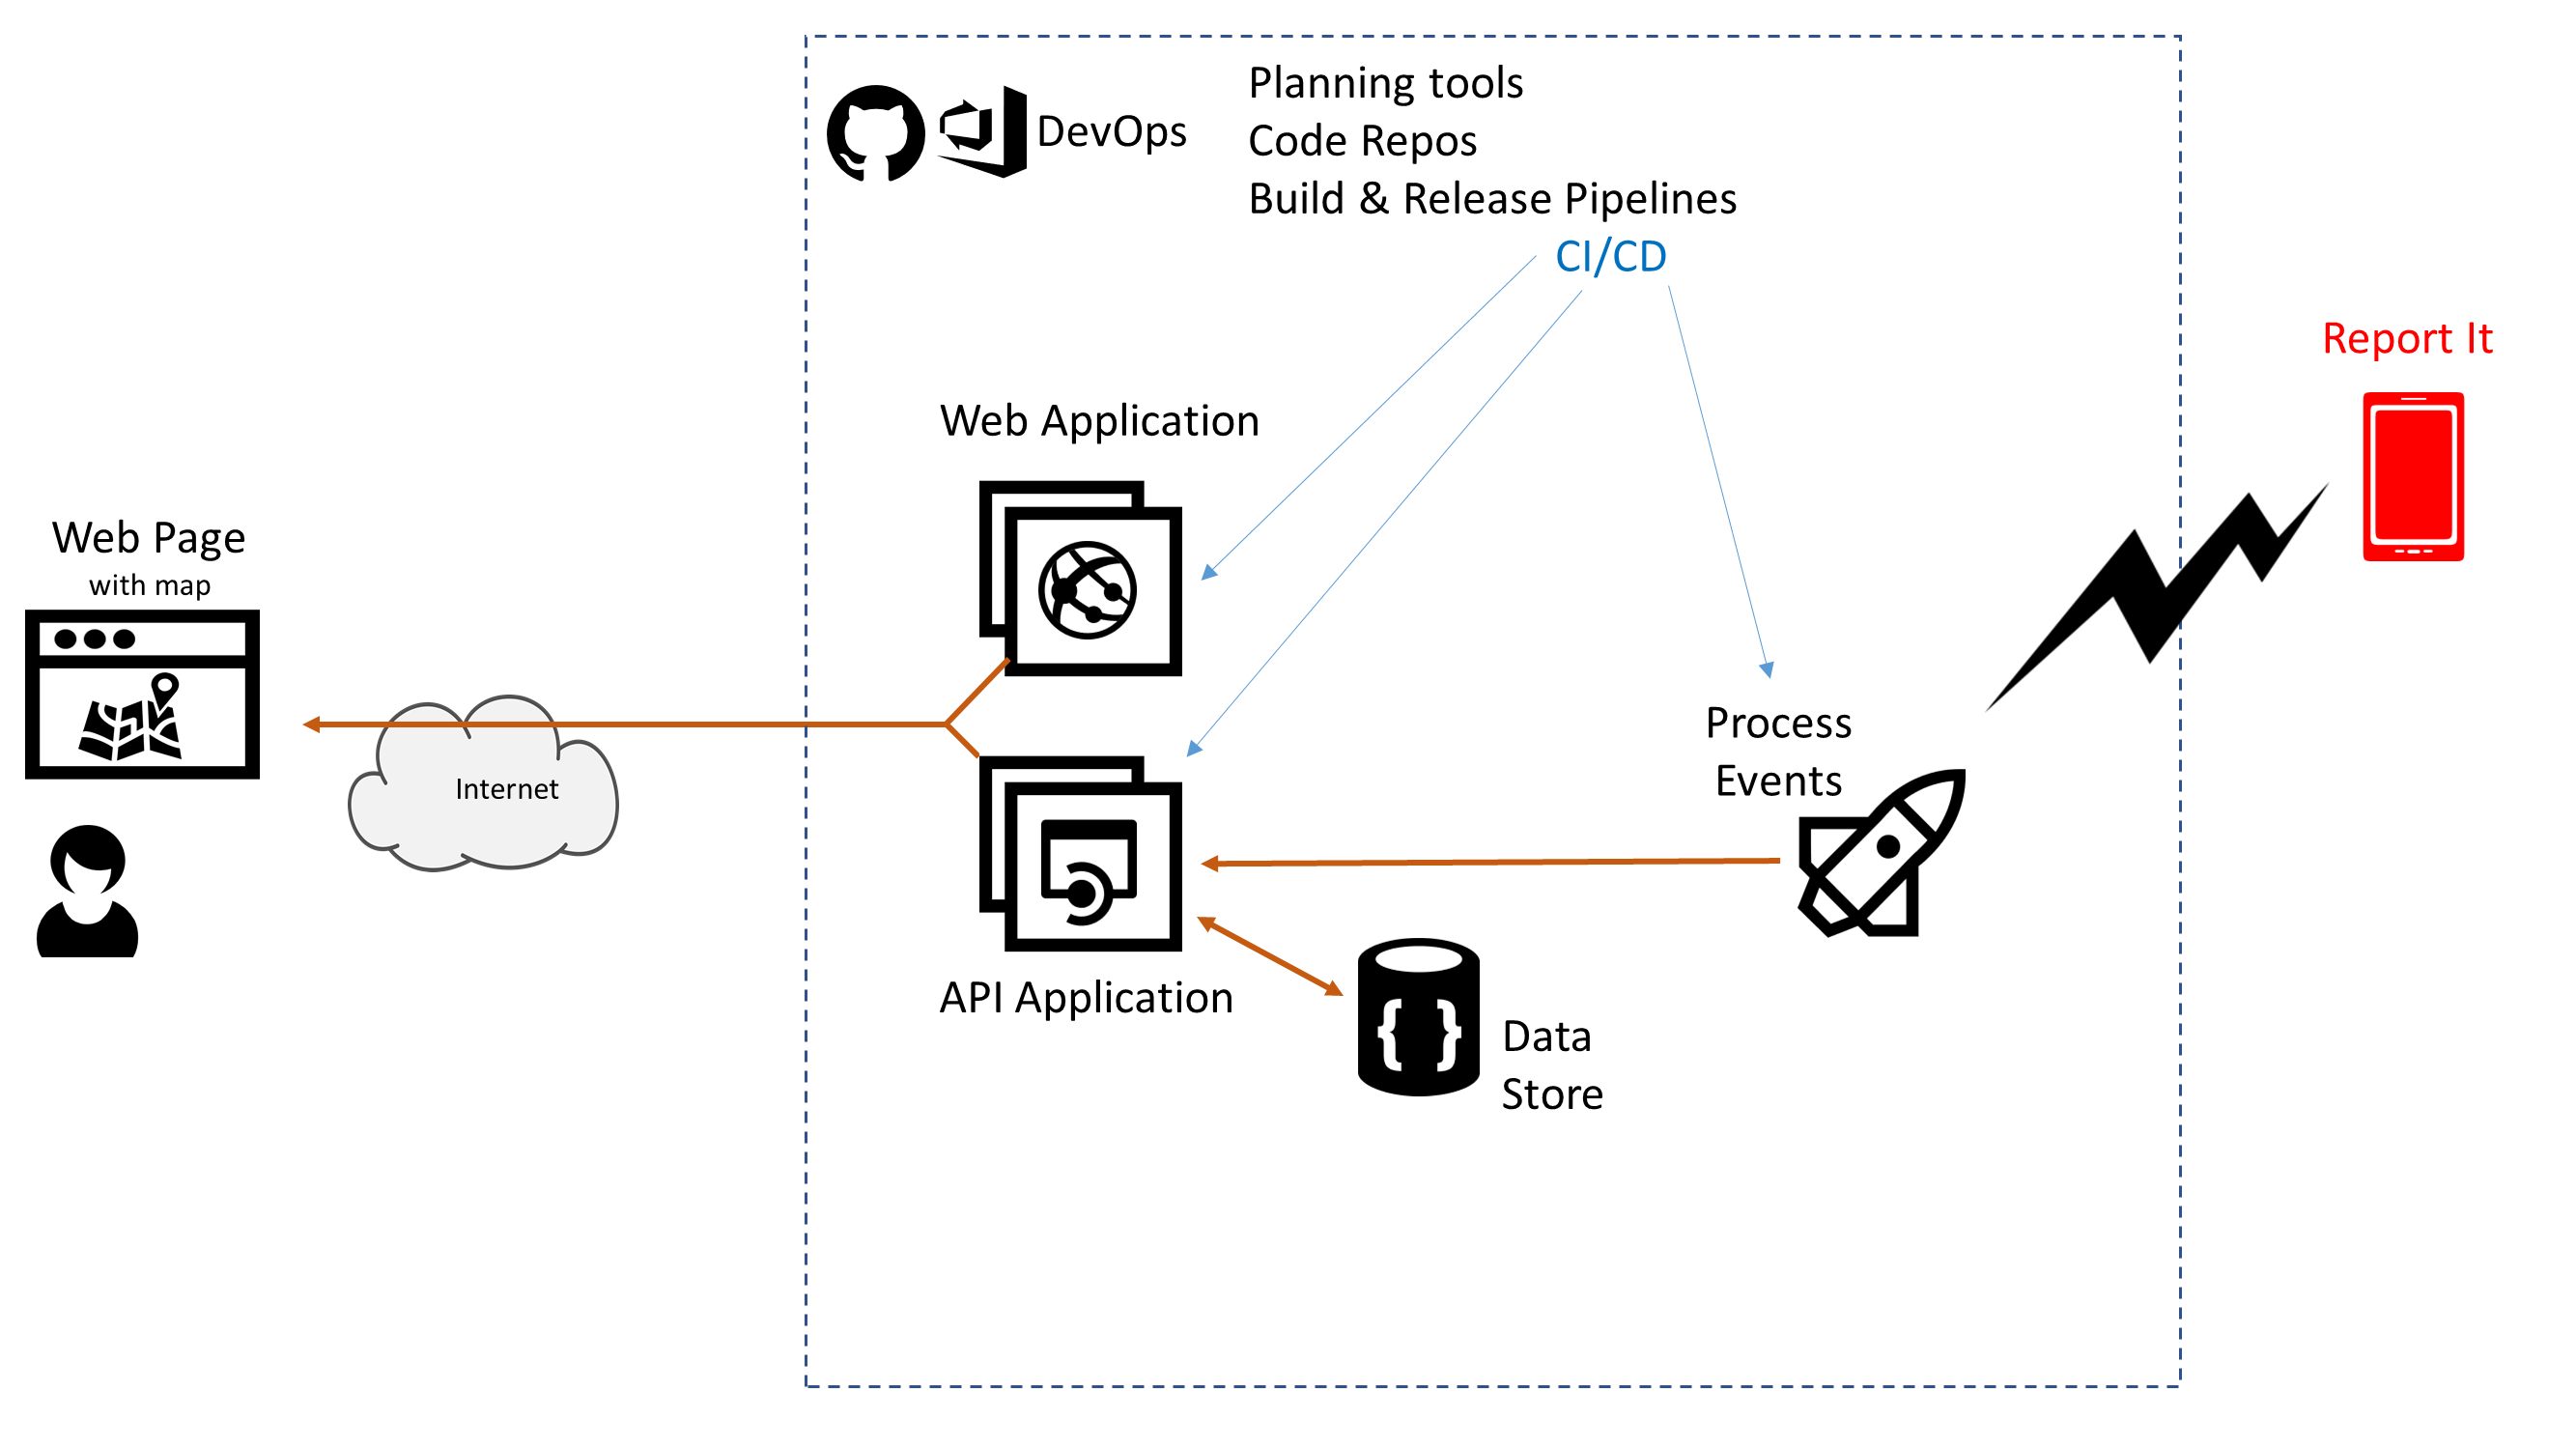 DevOps
Planning tools
Code Repos
Build & Release Pipelines
CI/CD
Report It
Web Application
Web Page
with map
Internet
Process
Events
API Application
{ }
Data
Store